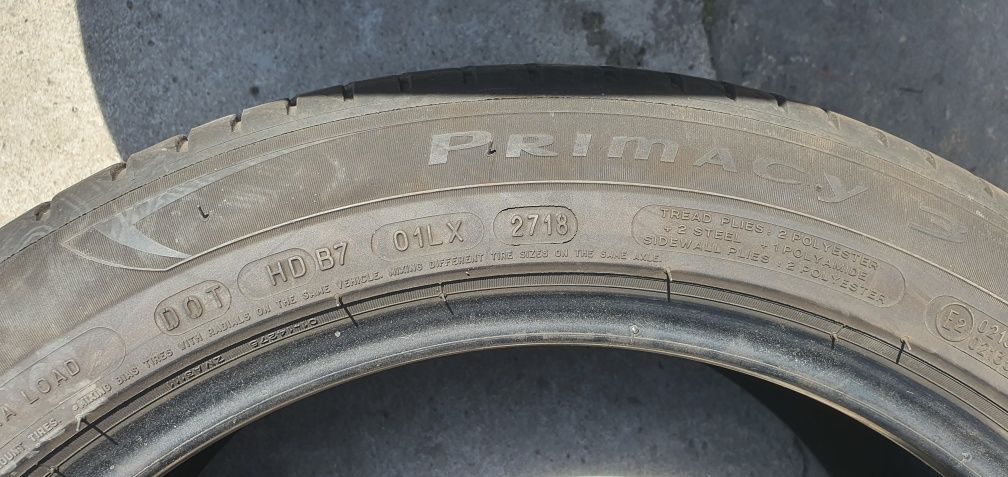 PRIMACY 3
DOT HD B7 01LX 2718
TREAD PLIES: 2 POLYESTER
+ 2 STEEL + 1 POLYAMIDE
SIDEWALL PLIES : 2 POLYESTER
E2
A LOAD
TIRES WITH RADIALS ON THE SAME VEHICLE. MIXING DIFFERENT TIRE SIZES ON THE SAME AXLE.